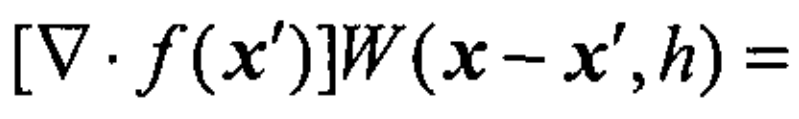 [∇ · f(x′)]W(x − x′, h) =